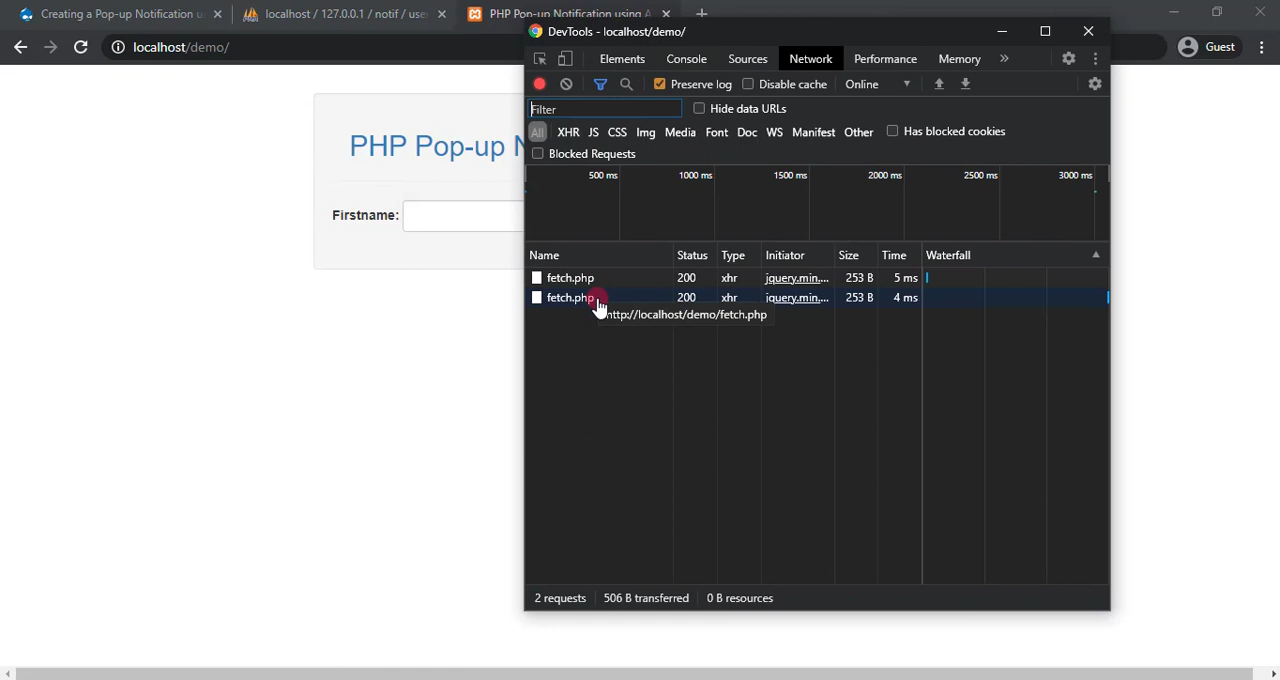 Creating a Pop-up Notification u
localhost / 127.0.0.1 / notif / use
PHP Pop-up Notification using A
localhost/demo/
Guest
DevTools - localhost/demo/
Elements Console Sources Network Performance Memory »
Preserve log Disable cache Online
Filter
Hide data URLs
All XHR JS CSS Img Media Font Doc WS Manifest Other Has blocked cookies
Blocked Requests
500 ms 1000 ms 1500 ms 2000 ms 2500 ms 3000 ms
Name Status Type Initiator Size Time Waterfall
fetch.php 200 xhr jquery.min.... 253 B 5 ms
fetch.php 200 xhr jquery.min.... 253 B 4 ms
http://localhost/demo/fetch.php
2 requests 506 B transferred 0 B resources
PHP Pop-up N
Firstname: